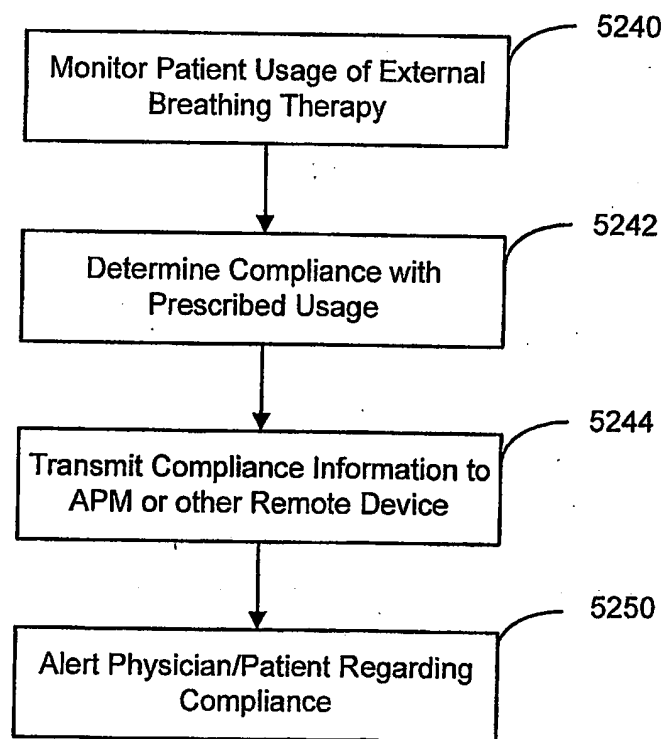 5240
Monitor Patient Usage of External
Breathing Therapy
5242
Determine Compliance with
Prescribed Usage
5244
Transmit Compliance Information to
APM or other Remote Device
5250
Alert Physician/Patient Regarding
Compliance